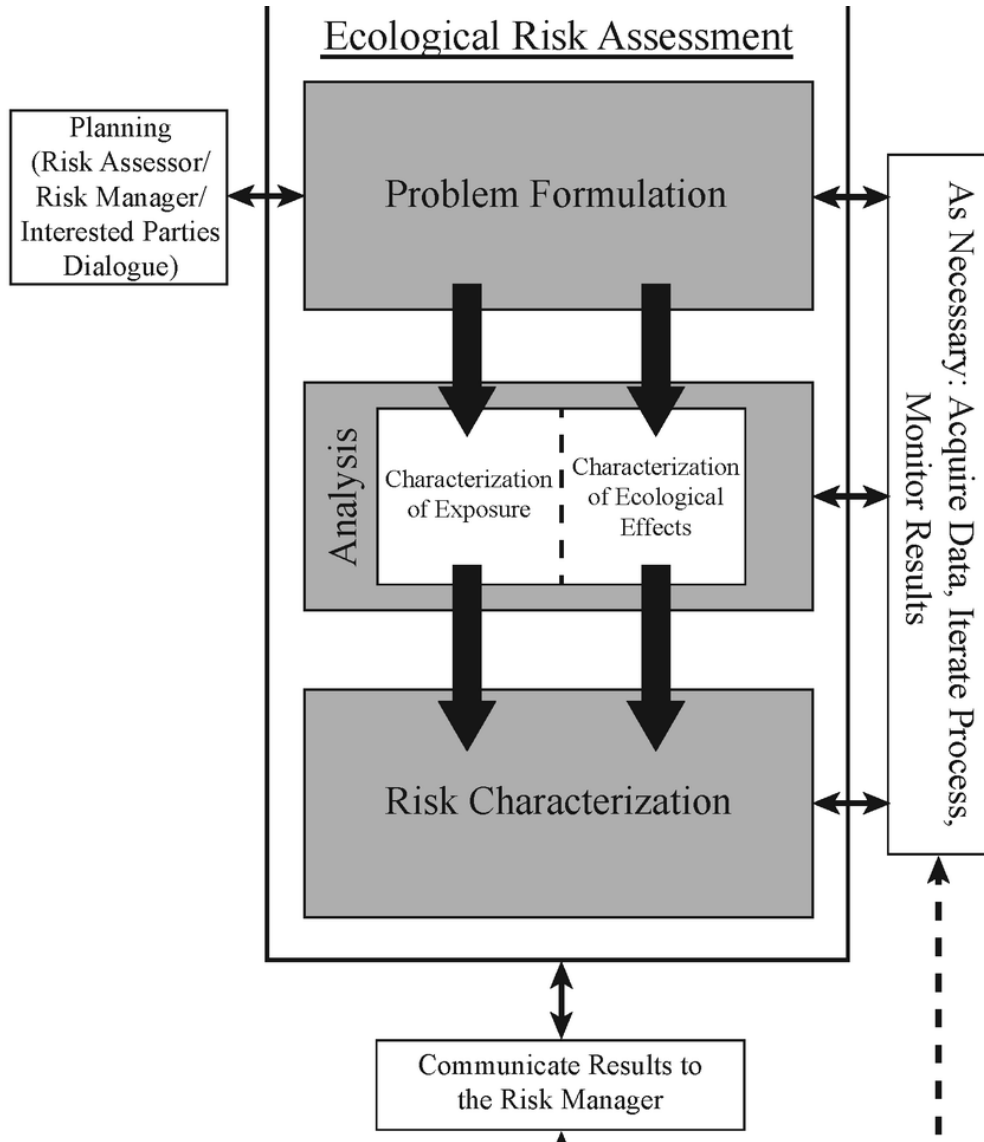 Ecological Risk Assessment
Planning
(Risk Assessor/
Risk Manager/
Interested Parties
Dialogue)
Problem Formulation
Analysis
Characterization
of Exposure
Characterization
of Ecological
Effects
Risk Characterization
As Necessary: Acquire Data, Iterate Process,
Monitor Results
Communicate Results to
the Risk Manager